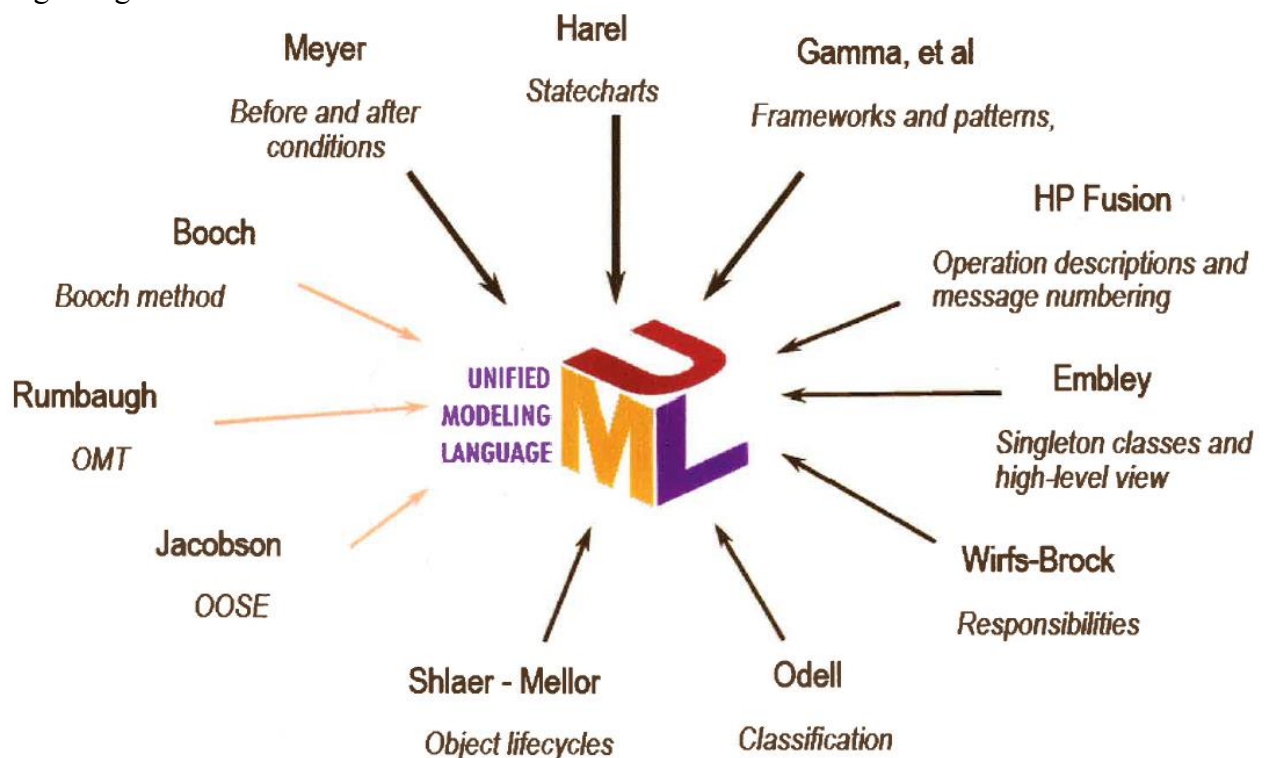 Meyer
Before and after
conditions
Harel
Statecharts
Gamma, et al
Frameworks and patterns,
HP Fusion
Operation descriptions and
message numbering
Booch
Booch method
Embley
Singleton classes and
high-level view
Rumbaugh
OMT
UNIFIED
MODELING
LANGUAGE
UML
Jacobson
OOSE
Wirfs-Brock
Responsibilities
Shlaer - Mellor
Object lifecycles
Odell
Classification